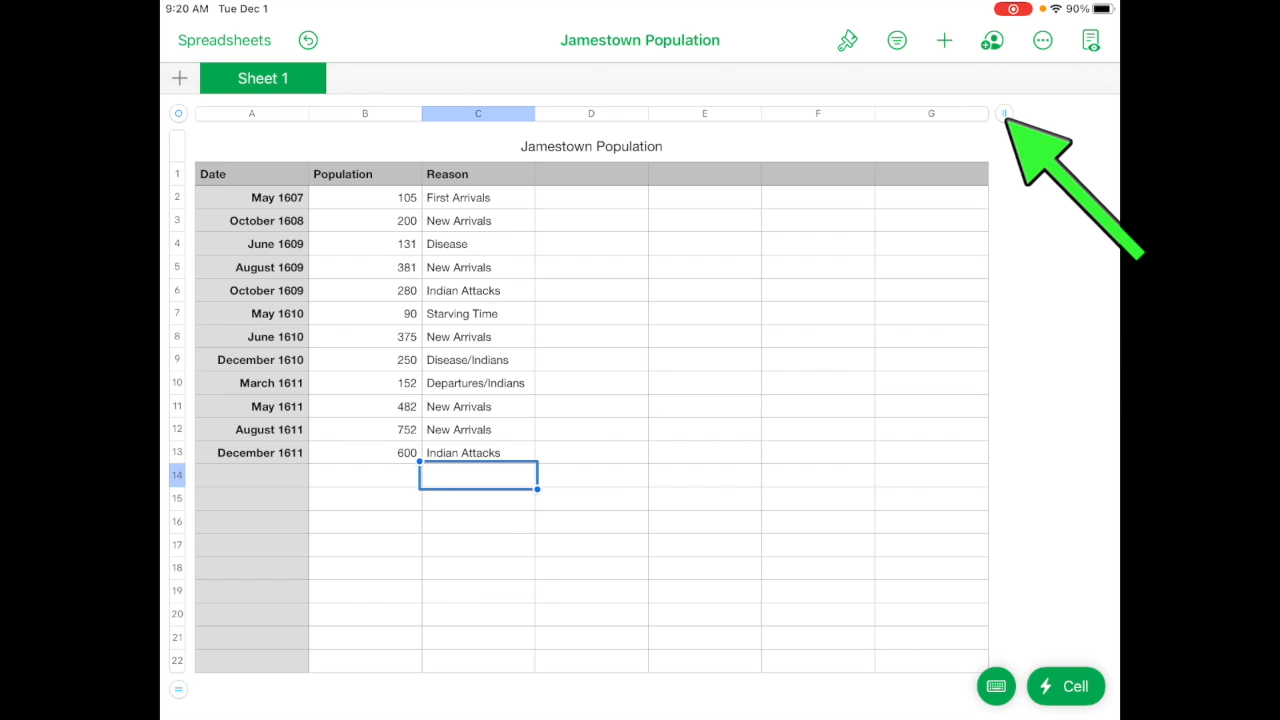 9:20 AM Tue Dec 1 90%
Spreadsheets Jamestown Population
Sheet 1
A B C D E F G
Jamestown Population
1 Date Population Reason
2 May 1607 105 First Arrivals
3 October 1608 200 New Arrivals
4 June 1609 131 Disease
5 August 1609 381 New Arrivals
6 October 1609 280 Indian Attacks
7 May 1610 90 Starving Time
8 June 1610 375 New Arrivals
9 December 1610 250 Disease/Indians
10 March 1611 152 Departures/Indians
11 May 1611 482 New Arrivals
12 August 1611 752 New Arrivals
13 December 1611 600 Indian Attacks
14
15
16
17
18
19
20
21
22
Cell